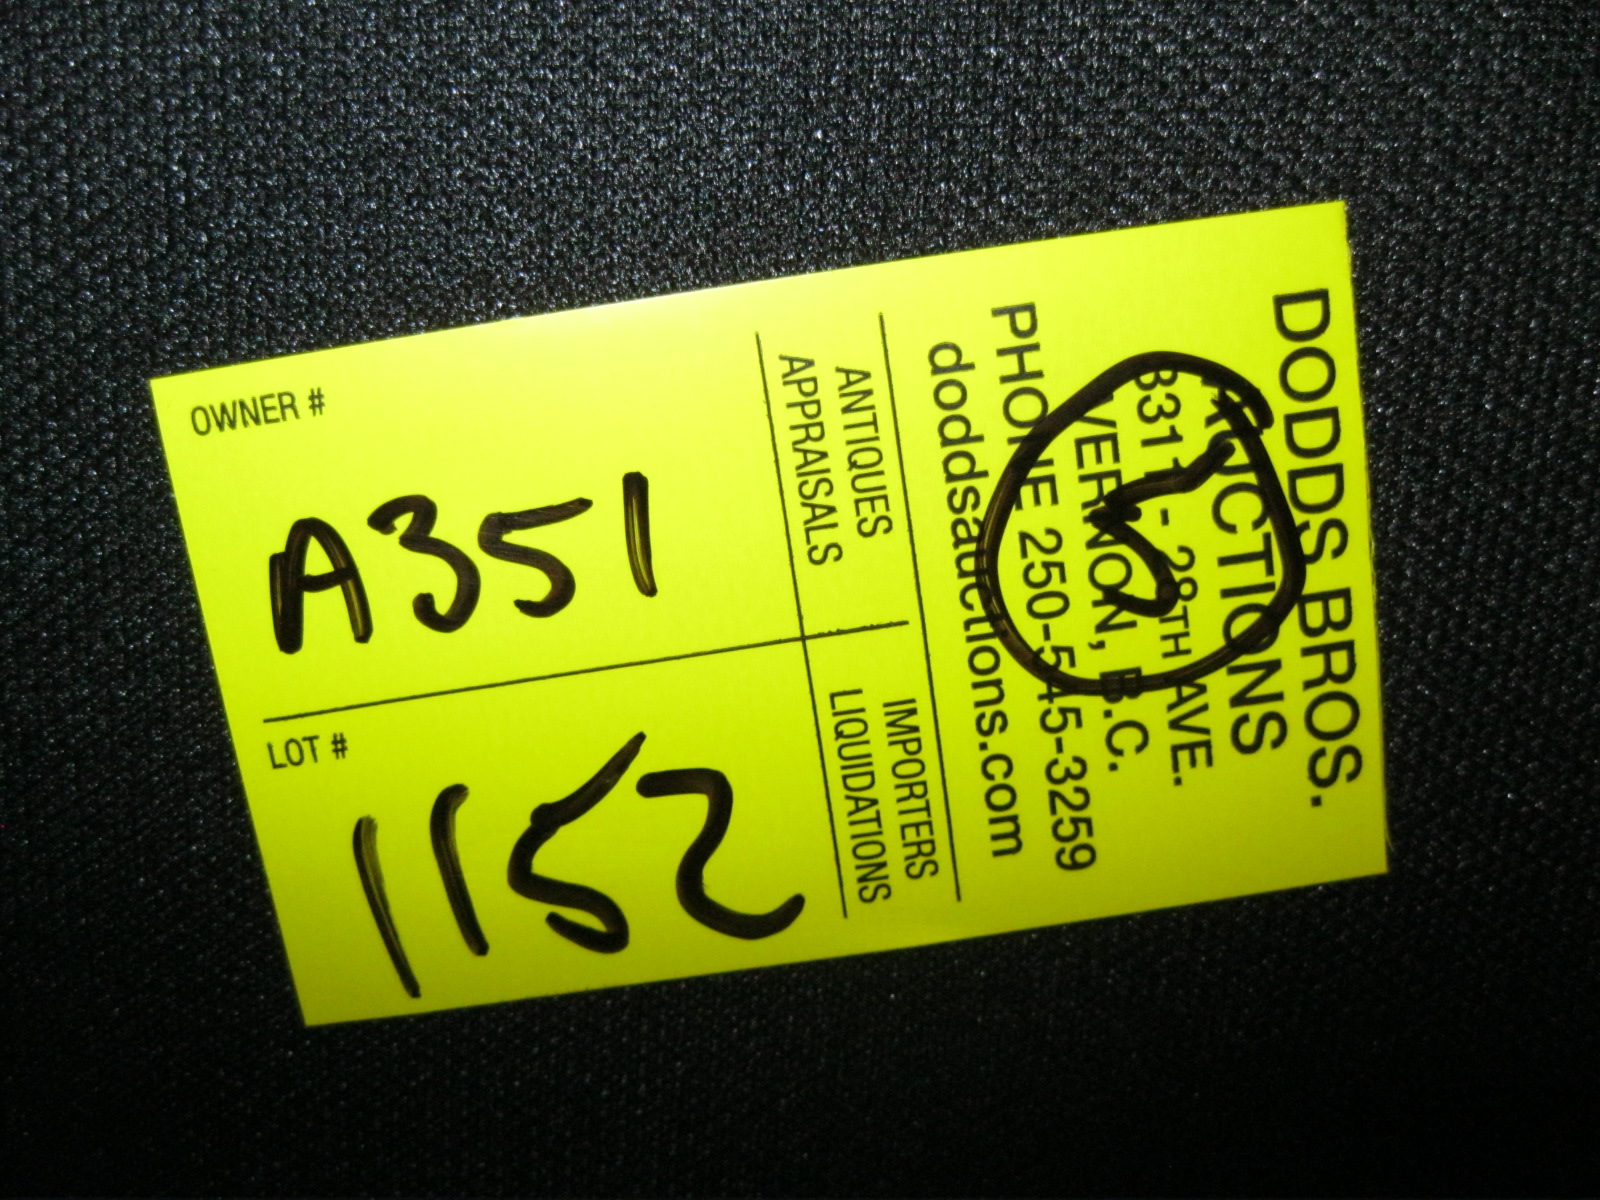 DODDS BROS.
AUCTIONS
3311 - 28TH AVE.
VERNON, B.C.
PHONE 250-545-3259
doddsauctions.com
ANTIQUES
APPRAISALS
IMPORTERS
LIQUIDATIONS
5
OWNER #
A351
LOT #
1152